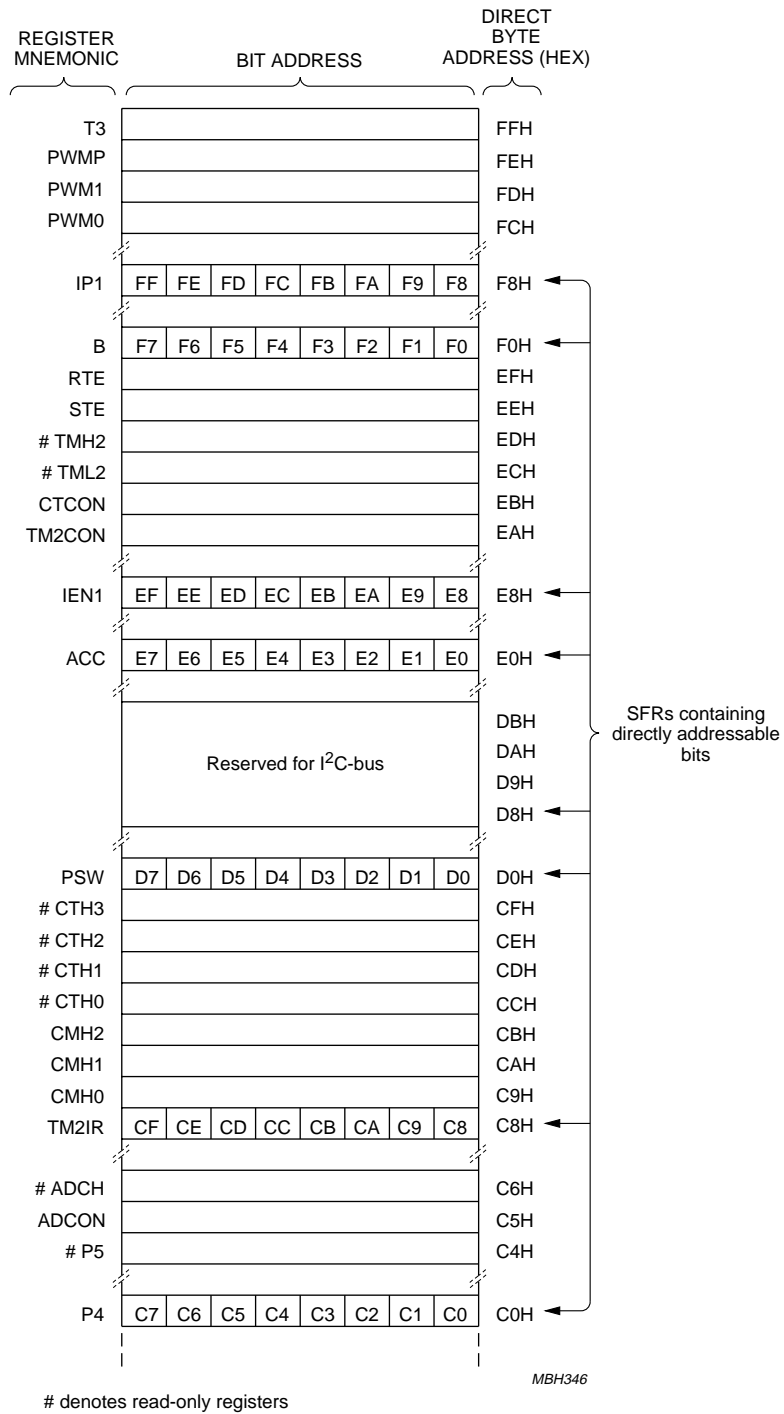 REGISTER
MNEMONIC
BIT ADDRESS
DIRECT
BYTE
ADDRESS (HEX)
T3 FFH
PWMP FEH
PWM1 FDH
PWM0 FCH
IP1 FF FE FD FC FB FA F9 F8 F8H
B F7 F6 F5 F4 F3 F2 F1 F0 F0H
RTE EFH
STE EEH
# TMH2 EDH
# TML2 ECH
CTCON EBH
TM2CON EAH
IEN1 EF EE ED EC EB EA E9 E8 E8H
ACC E7 E6 E5 E4 E3 E2 E1 E0 E0H
DBH
DAH
Reserved for I2C-bus
D9H
D8H
SFRs containing
directly addressable
bits
PSW D7 D6 D5 D4 D3 D2 D1 D0 D0H
# CTH3 CFH
# CTH2 CEH
# CTH1 CDH
# CTH0 CCH
CMH2 CBH
CMH1 CAH
CMH0 C9H
TM2IR CF CE CD CC CB CA C9 C8 C8H
# ADCH C6H
ADCON C5H
# P5 C4H
P4 C7 C6 C5 C4 C3 C2 C1 C0 C0H
MBH346
# denotes read-only registers